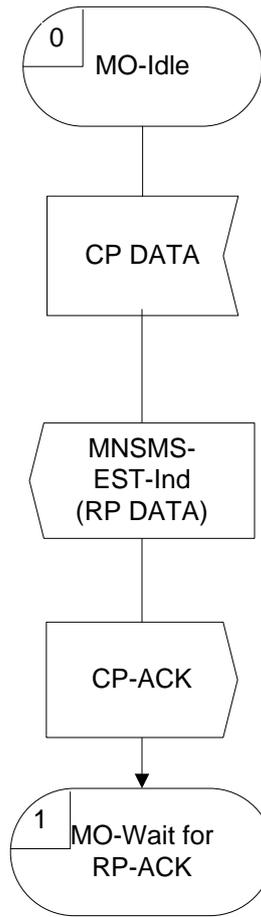 0
MO-Idle
CP DATA
MNSMS-
EST-Ind
(RP DATA)
CP-ACK
1
MO-Wait for
RP-ACK